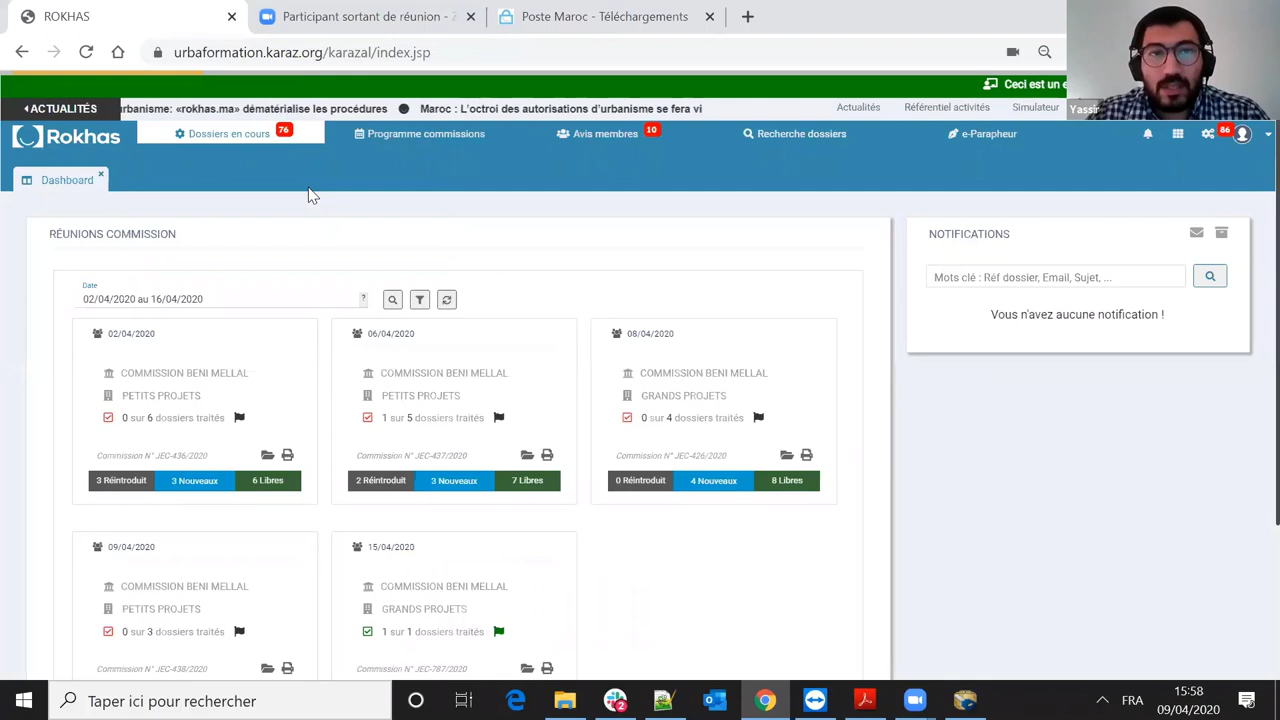 ROKHAS
Participant sortant de réunion - Z
Poste Maroc - Téléchargements
urbaformation.karaz.org/karazal/index.jsp
Ceci est un e
ACTUALITÉS
urbanisme: «rokhas.ma» dématérialise les procédures
Maroc : L'octroi des autorisations d'urbanisme se fera vi
Actualités
Référentiel activités
Simulateur
Yassir
Rokhas
Dossiers en cours 76
Programme commissions
Avis membres 10
Recherche dossiers
e-Parapheur
86
Dashboard
RÉUNIONS COMMISSION
NOTIFICATIONS
Mots clé : Réf dossier, Email, Sujet, ...
Vous n'avez aucune notification !
Date
02/04/2020 au 16/04/2020
?
02/04/2020
COMMISSION BENI MELLAL
PETITS PROJETS
0 sur 6 dossiers traités
Commission N° JEC-436/2020
3 Réintroduit 3 Nouveaux 6 Libres
06/04/2020
COMMISSION BENI MELLAL
PETITS PROJETS
1 sur 5 dossiers traités
Commission N° JEC-437/2020
2 Réintroduit 3 Nouveaux 7 Libres
08/04/2020
COMMISSION BENI MELLAL
GRANDS PROJETS
0 sur 4 dossiers traités
Commission N° JEC-426/2020
0 Réintroduit 4 Nouveaux 8 Libres
09/04/2020
COMMISSION BENI MELLAL
PETITS PROJETS
0 sur 3 dossiers traités
Commission N° JEC-438/2020
15/04/2020
COMMISSION BENI MELLAL
GRANDS PROJETS
1 sur 1 dossiers traités
Commission N° JEC-787/2020
Taper ici pour rechercher
2
FRA
15:58
09/04/2020